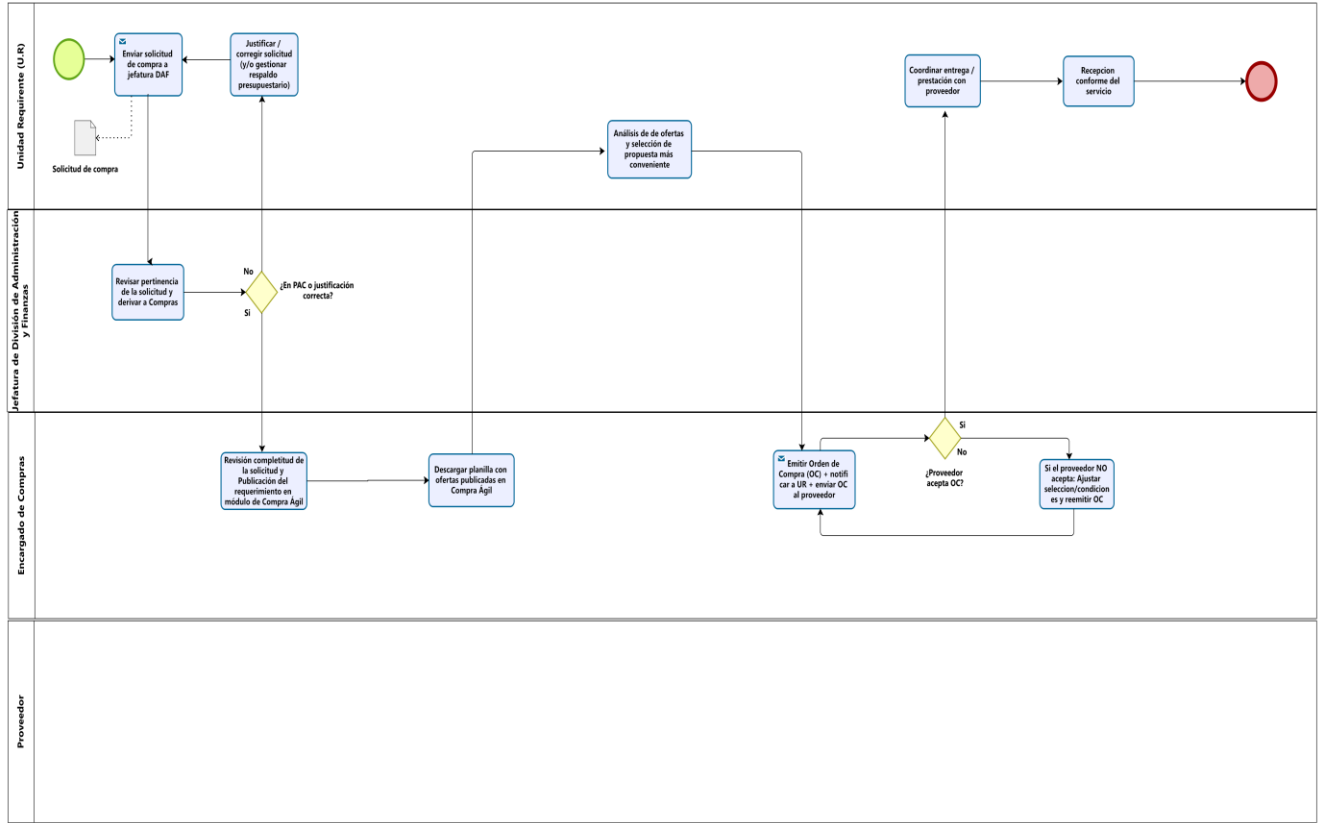 Unidad Requirente (U.R)
Enviar solicitud
de compra a
jefatura DAF
Justificar /
corregir solicitud
(y/o gestionar
respaldo
presupuestario)
Solicitud de compra
Análisis de de ofertas
y selección de
propuesta más
conveniente
Coordinar entrega /
prestación con
proveedor
Recepcion
conforme del
servicio
Jefatura de División de Administración
y Finanzas
Revisar pertinencia
de la solicitud y
derivar a Compras
No
¿En PAC o justificación
correcta?
Si
Encargado de Compras
Revisión completitud de
la solicitud y
Publicación del
requerimiento en
módulo de Compra Ágil
Descargar planilla con
ofertas publicadas en
Compra Ágil
Emitir Orden de
Compra (OC) + notifi
car a UR + enviar OC
al proveedor
Si
No
¿Proveedor
acepta OC?
Si el proveedor NO
acepta: Ajustar
seleccion/condicion
es y reemitir OC
Proveedor